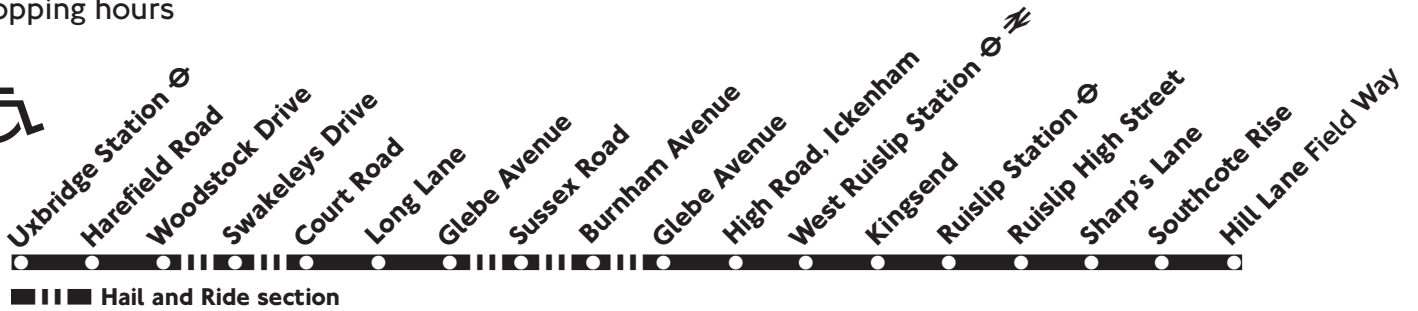 opping hours
Uxbridge Station
Harefield Road
Woodstock Drive
Swakeleys Drive
Court Road
Long Lane
Glebe Avenue
Sussex Road
Burnham Avenue
Glebe Avenue
High Road, Ickenham
West Ruislip Station
Kingsend
Ruislip Station
Ruislip High Street
Sharp's Lane
Southcote Rise
Hill Lane Field Way
Hail and Ride section